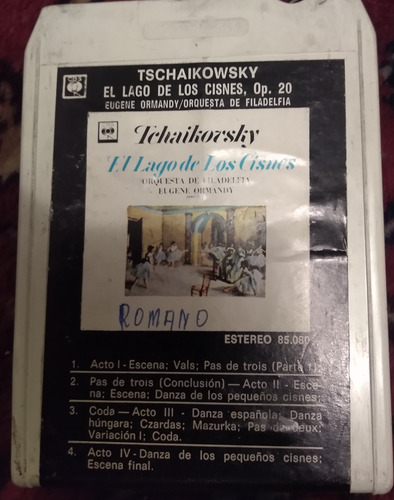 CBS
TSCHAIKOWSKY
EL LAGO DE LOS CISNES, Op. 20
EUGENE ORMANDY/ORQUESTA DE FILADELFIA
Tchaikovsky
El Lago de Los Cisnes
ORQUESTA DE FILADELFIA
EUGENE ORMANDY
ROMANO
ESTEREO 85.080
1. Acto I - Escena; Vals; Pas de trois (Parte 1);
2. Pas de trois (Conclusión) — Acto II - Esce-
na; Escena; Danza de los pequeños cisnes;
3. Coda — Acto III - Danza española; Danza
húngara; Czardas; Mazurka; Pas de deux;
Variación I; Coda.
4. Acto IV - Danza de los pequeños cisnes;
Escena final.